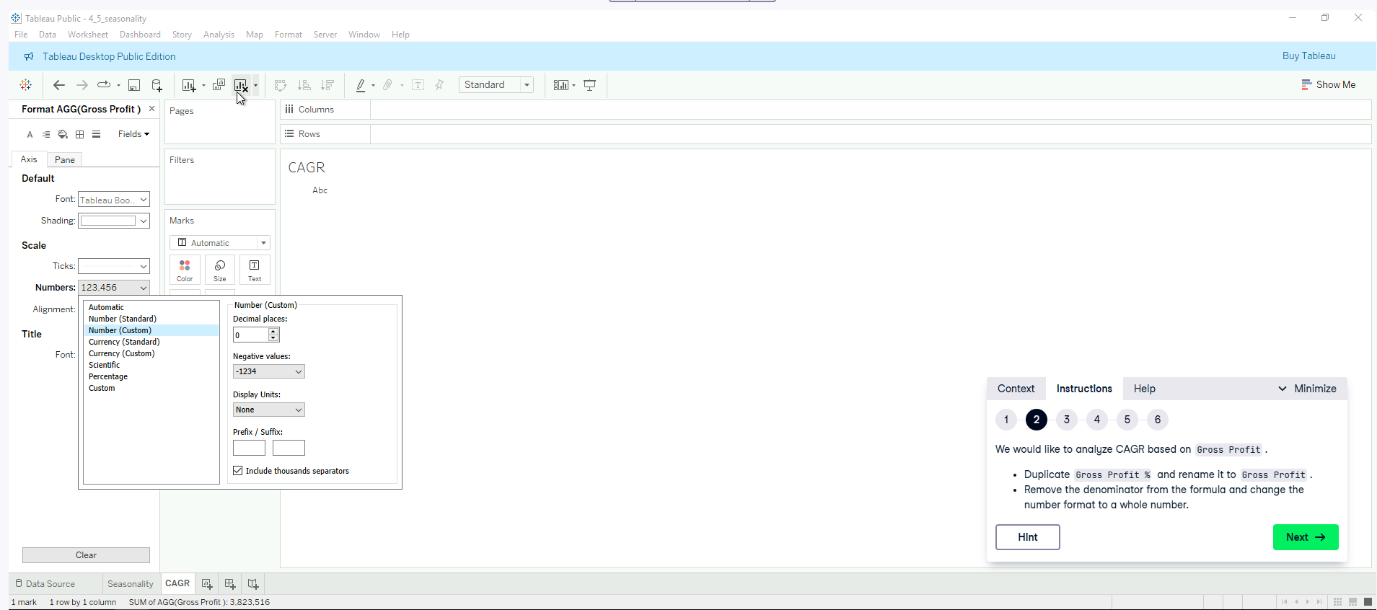 Tableau Public - 4_5_seasonality
File Data Worksheet Dashboard Story Analysis Map Format Server Window Help
Tableau Desktop Public Edition
Buy Tableau
Standard
Show Me
Format AGG(Gross Profit )
Fields
Axis
Pane
Default
Font: Tableau Boo..
Shading:
Scale
Ticks:
Numbers: 123,456
Alignment:
Title
Font:
Clear
Automatic
Number (Standard)
Number (Custom)
Currency (Standard)
Currency (Custom)
Scientific
Percentage
Custom
Number (Custom)
Decimal places:
0
Negative values:
-1234
Display Units:
None
Prefix / Suffix:
Include thousands separators
Pages
Filters
Marks
Automatic
Color
Size
Text
Columns
Rows
CAGR
Abc
Context
Instructions
Help
Minimize
1 2 3 4 5 6
We would like to analyze CAGR based on Gross Profit .
• Duplicate Gross Profit % and rename it to Gross Profit .
• Remove the denominator from the formula and change the
number format to a whole number.
Hint
Next →
Data Source
Seasonality
CAGR
1 mark 1 row by 1 column SUM of AGG(Gross Profit ): 3,823,516